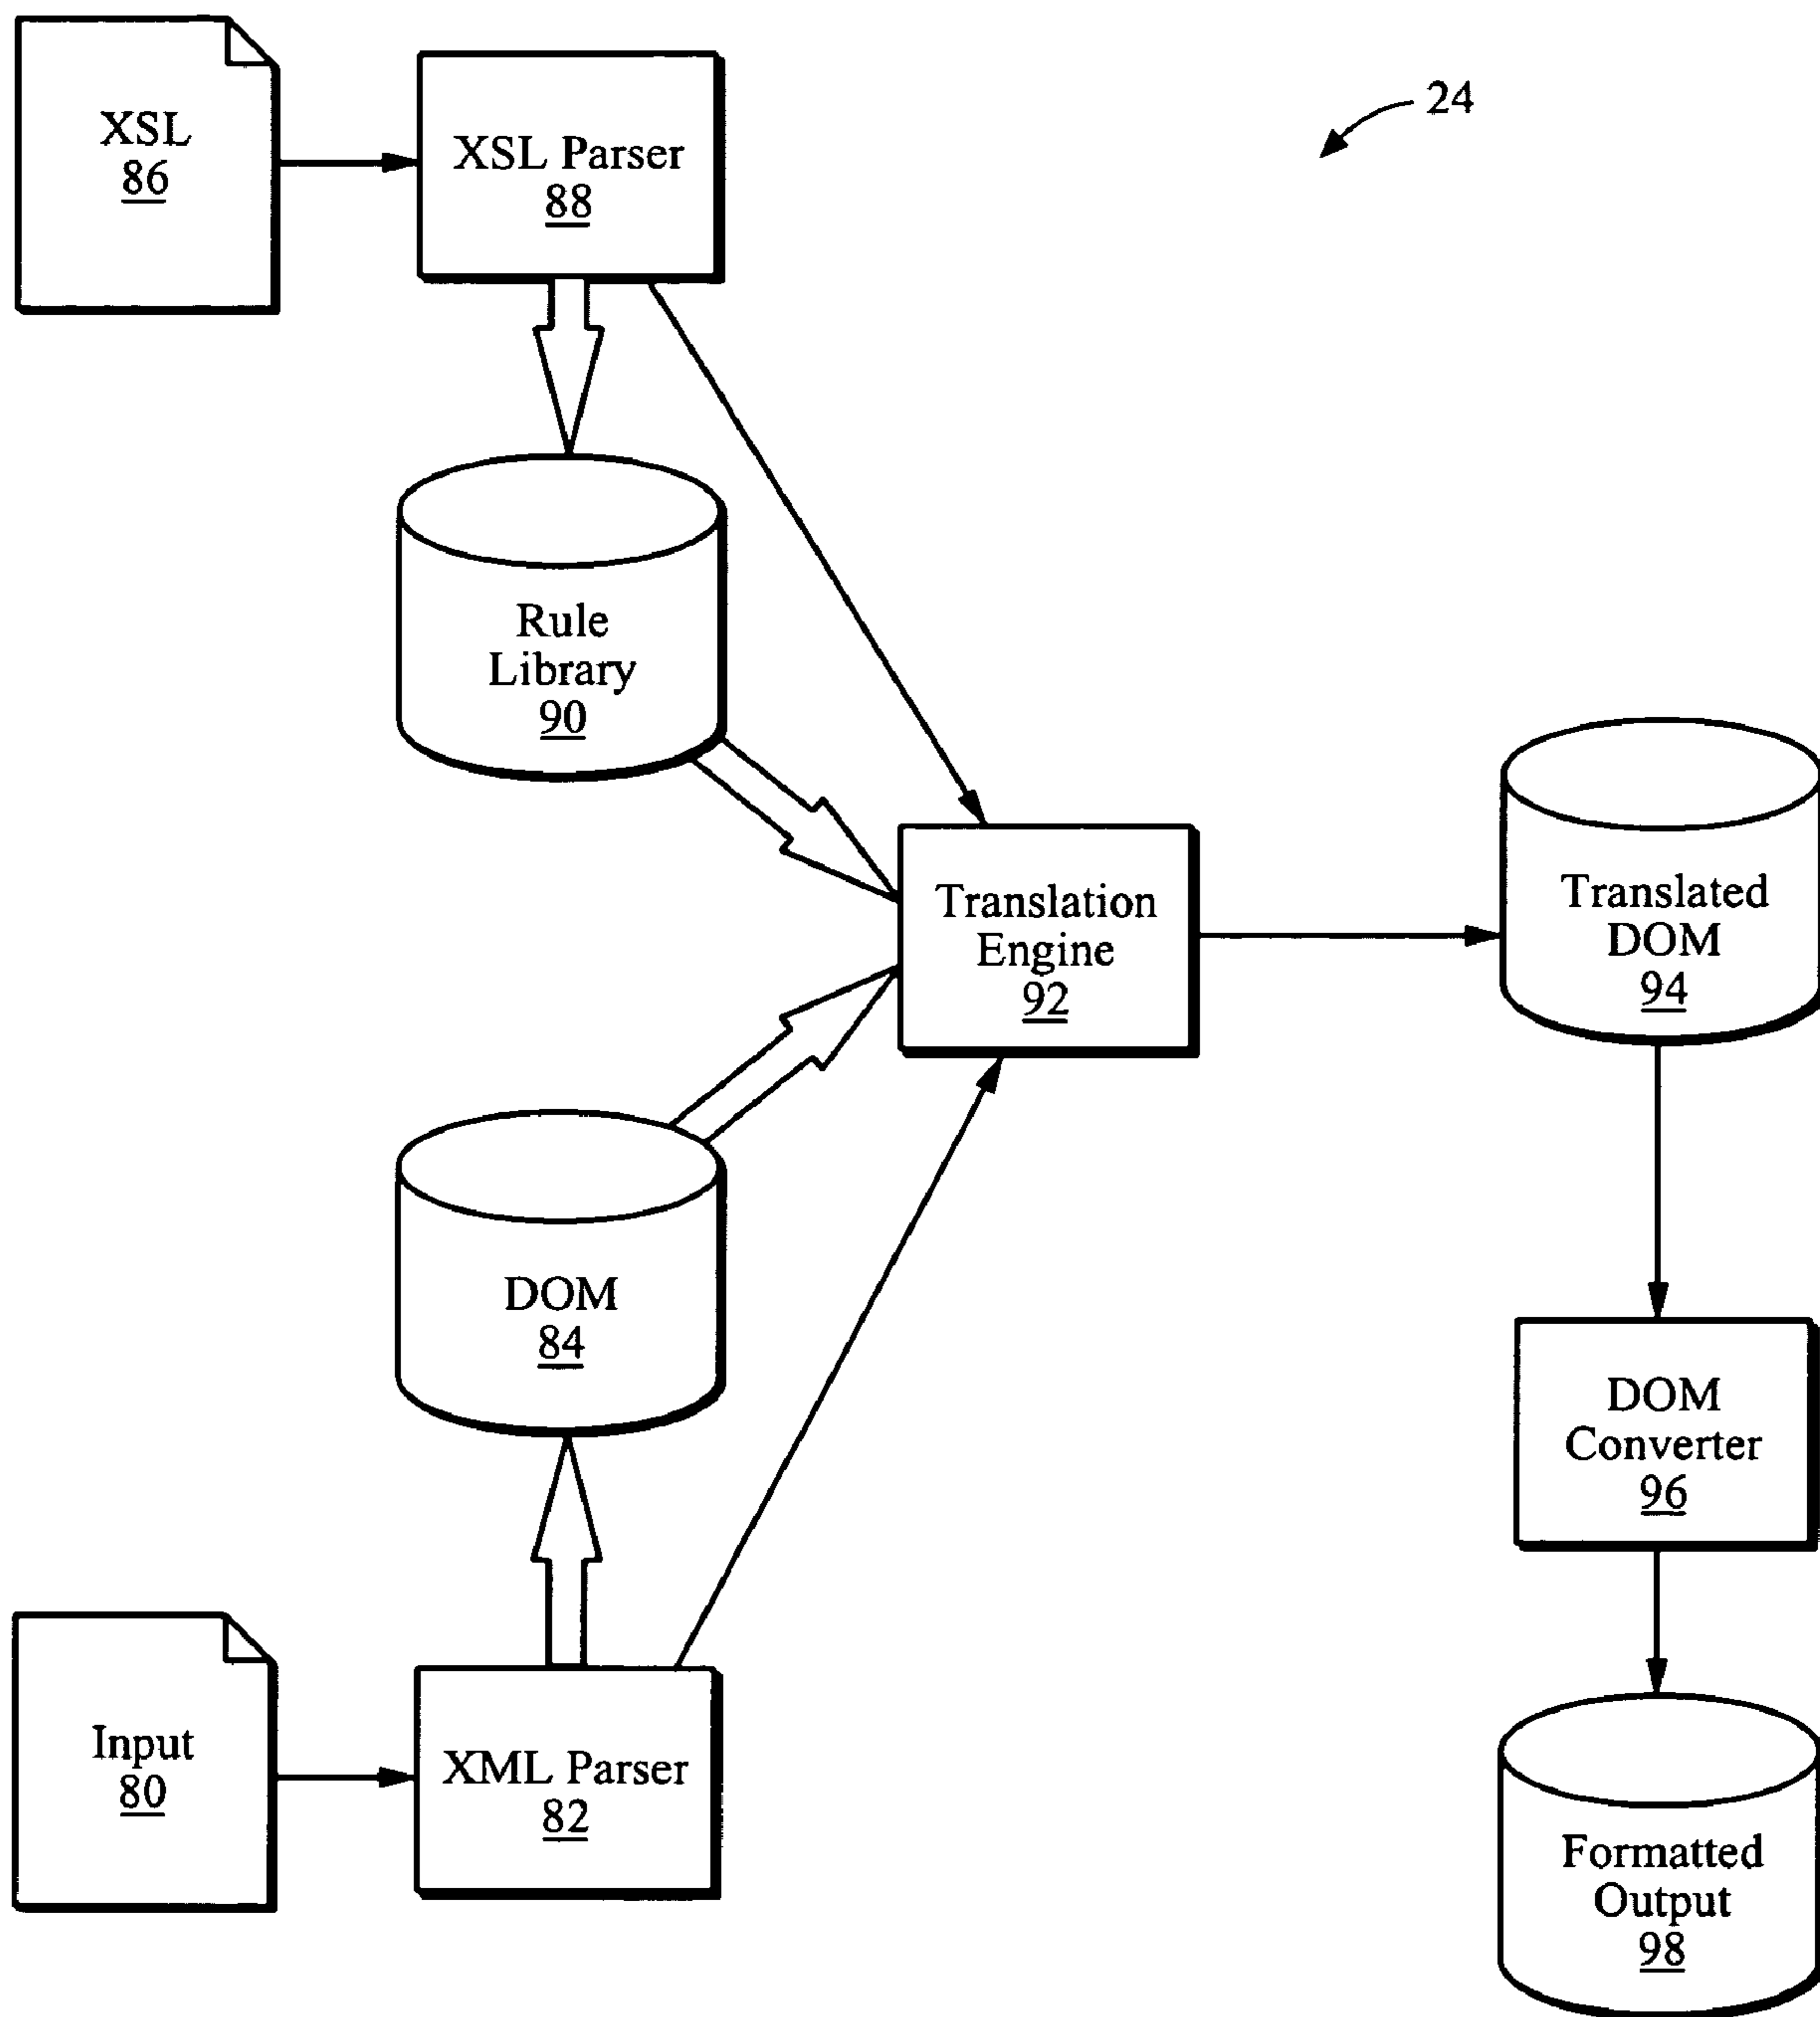 XSL
86
XSL Parser
88
24
Rule
Library
90
Translation
Engine
92
Translated
DOM
94
DOM
84
DOM
Converter
96
Input
80
XML Parser
82
Formatted
Output
98